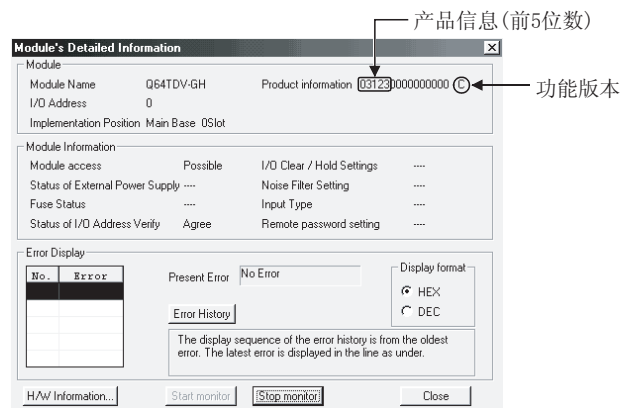 产品信息(前5位数)
Module's Detailed Information
Module
Module Name Q64TDV-GH Product information 031230000000000 C
功能版本
I/O Address 0
Implementation Position Main Base 0Slot
Module Information
Module access Possible I/O Clear / Hold Settings ----
Status of External Power Supply ---- Noise Filter Setting ----
Fuse Status ---- Input Type ----
Status of I/O Address Verify Agree Remote password setting ----
Error Display
No. Error
Present Error No Error
Display format
HEX
DEC
Error History
The display sequence of the error history is from the oldest
error. The latest error is displayed in the line as under.
H/W Information... Start monitor Stop monitor Close